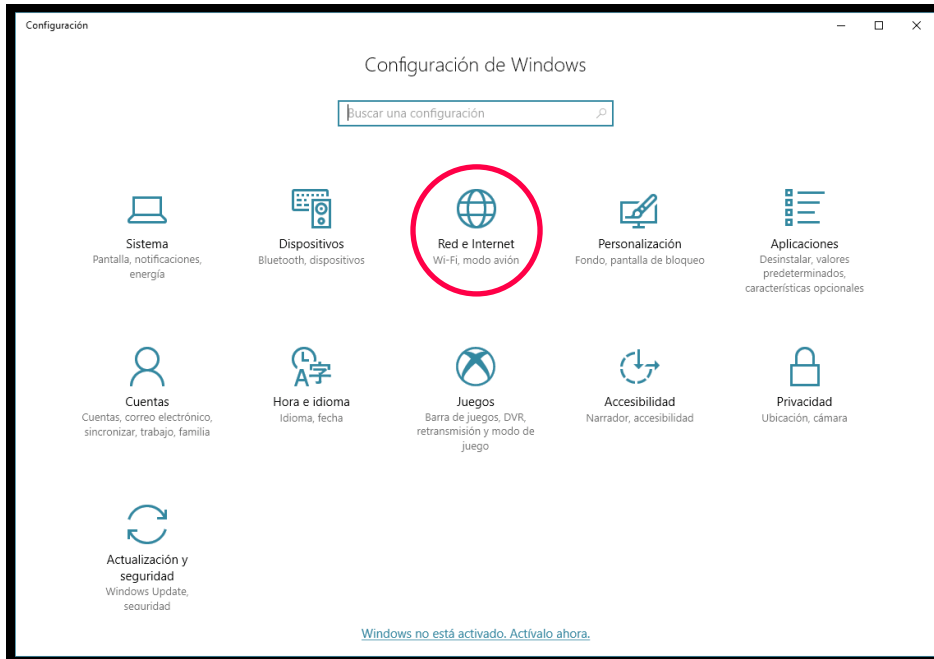 Configuración
Configuración de Windows
Buscar una configuración
Sistema
Pantalla, notificaciones,
energía
Dispositivos
Bluetooth, dispositivos
Red e Internet
Wi-Fi, modo avión
Personalización
Fondo, pantalla de bloqueo
Aplicaciones
Desinstalar, valores
predeterminados,
características opcionales
Cuentas
Cuentas, correo electrónico,
sincronizar, trabajo, familia
Hora e idioma
Idioma, fecha
Juegos
Barra de juegos, DVR,
retransmisión y modo de
juego
Accesibilidad
Narrador, accesibilidad
Privacidad
Ubicación, cámara
Actualización y
seguridad
Windows Update,
seguridad
Windows no está activado. Actívalo ahora.